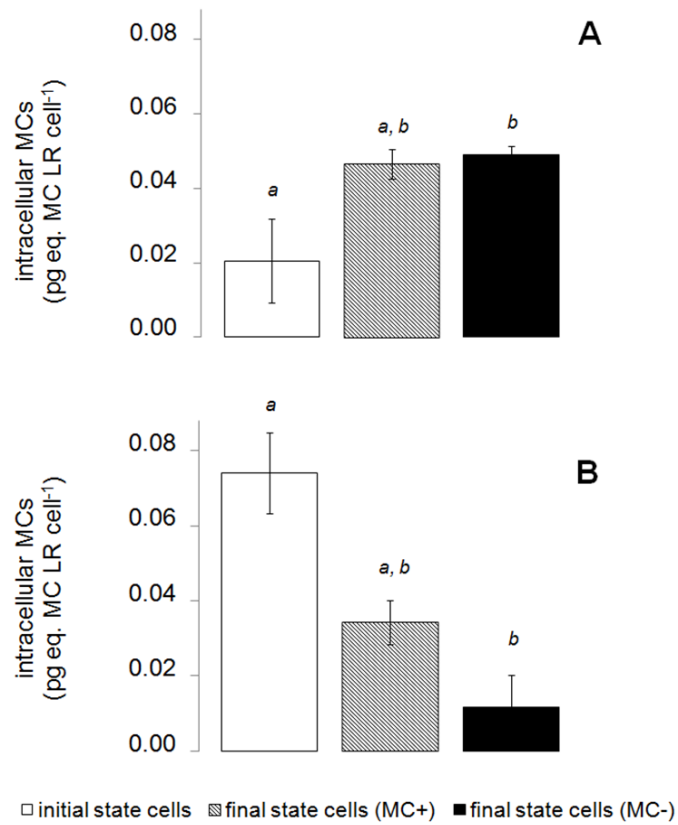 A
0.08
0.06
0.04
0.02
0.00
intracellular MCs
(pg eq. MC LR cell-1)
a
a, b
b
B
0.08
0.06
0.04
0.02
0.00
intracellular MCs
(pg eq. MC LR cell-1)
a
a, b
b
initial state cells final state cells (MC+) final state cells (MC-)